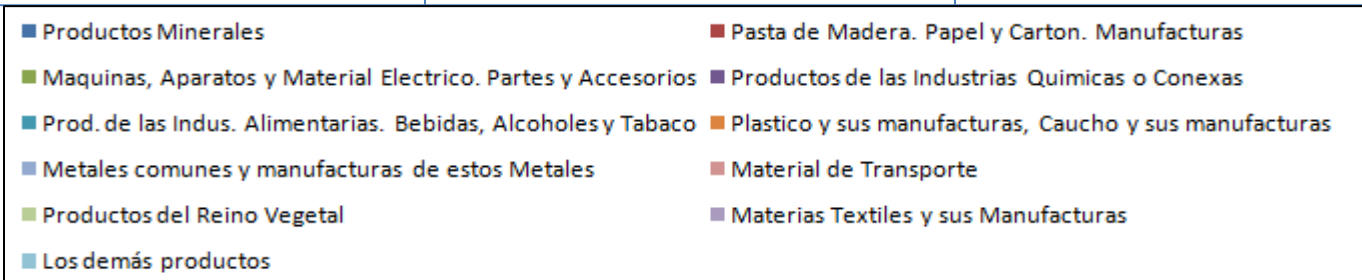 Productos Minerales
Pasta de Madera. Papel y Carton. Manufacturas
Maquinas, Aparatos y Material Electrico. Partes y Accesorios
Productos de las Industrias Quimicas o Conexas
Prod. de las Indus. Alimentarias. Bebidas, Alcoholes y Tabaco
Plastico y sus manufacturas, Caucho y sus manufacturas
Metales comunes y manufacturas de estos Metales
Material de Transporte
Productos del Reino Vegetal
Materias Textiles y sus Manufacturas
Los demás productos